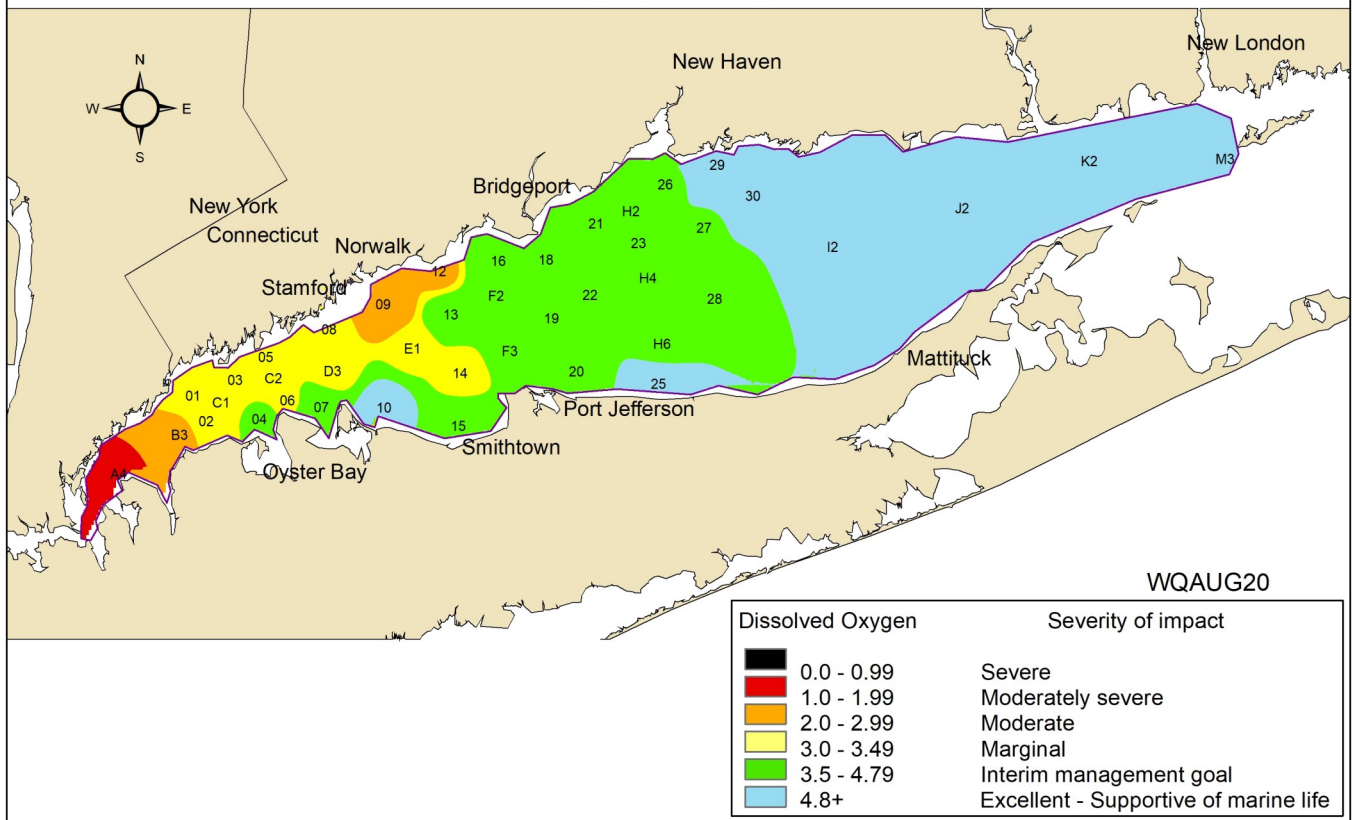 New London
New Haven
N
W E
S
29
M3
K2
26
30
Bridgeport
New York
H2
J2
21
27
Connecticut
23
I2
Norwalk
16
18
12
H4
Stamford
F2
22
28
09
13
19
08
E1
H6
F3
05
Mattituck
D3
14
20
03
C2
25
01
C1
06
07
10
Port Jefferson
02
04
15
B3
Smithtown
A4
Oyster Bay
WQAUG20
Dissolved Oxygen Severity of impact
0.0 - 0.99 Severe
1.0 - 1.99 Moderately severe
2.0 - 2.99 Moderate
3.0 - 3.49 Marginal
3.5 - 4.79 Interim management goal
4.8+ Excellent - Supportive of marine life